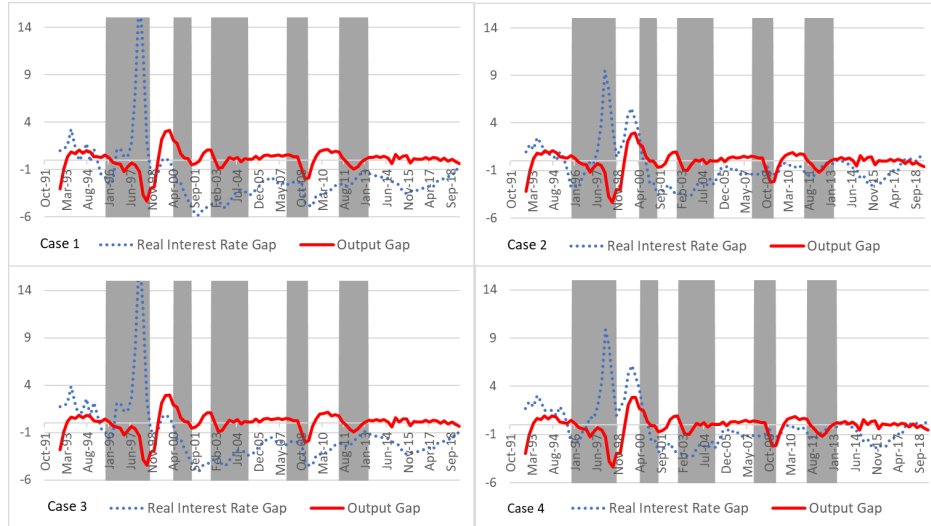 14
9
4
-1
-6
Oct-91
Mar-93
Aug-94
Jan-96
Jun-97
Nov-98
Apr-00
Sep-01
Feb-03
Jul-04
Dec-05
May-07
Oct-08
Mar-10
Aug-11
Jan-13
Jun-14
Nov-15
Apr-17
Sep-18
Case 1 Real Interest Rate Gap Output Gap
14
9
4
-1
-6
Oct-91
Mar-93
Aug-94
Jan-96
Jun-97
Nov-98
Apr-00
Sep-01
Feb-03
Jul-04
Dec-05
May-07
Oct-08
Mar-10
Aug-11
Jan-13
Jun-14
Nov-15
Apr-17
Sep-18
Case 2 Real Interest Rate Gap Output Gap
14
9
4
-1
-6
Oct-91
Mar-93
Aug-94
Jan-96
Jun-97
Nov-98
Apr-00
Sep-01
Feb-03
Jul-04
Dec-05
May-07
Oct-08
Mar-10
Aug-11
Jan-13
Jun-14
Nov-15
Apr-17
Sep-18
Case 3 Real Interest Rate Gap Output Gap
14
9
4
-1
-6
Oct-91
Mar-93
Aug-94
Jan-96
Jun-97
Nov-98
Apr-00
Sep-01
Feb-03
Jul-04
Dec-05
May-07
Oct-08
Mar-10
Aug-11
Jan-13
Jun-14
Nov-15
Apr-17
Sep-18
Case 4 Real Interest Rate Gap Output Gap